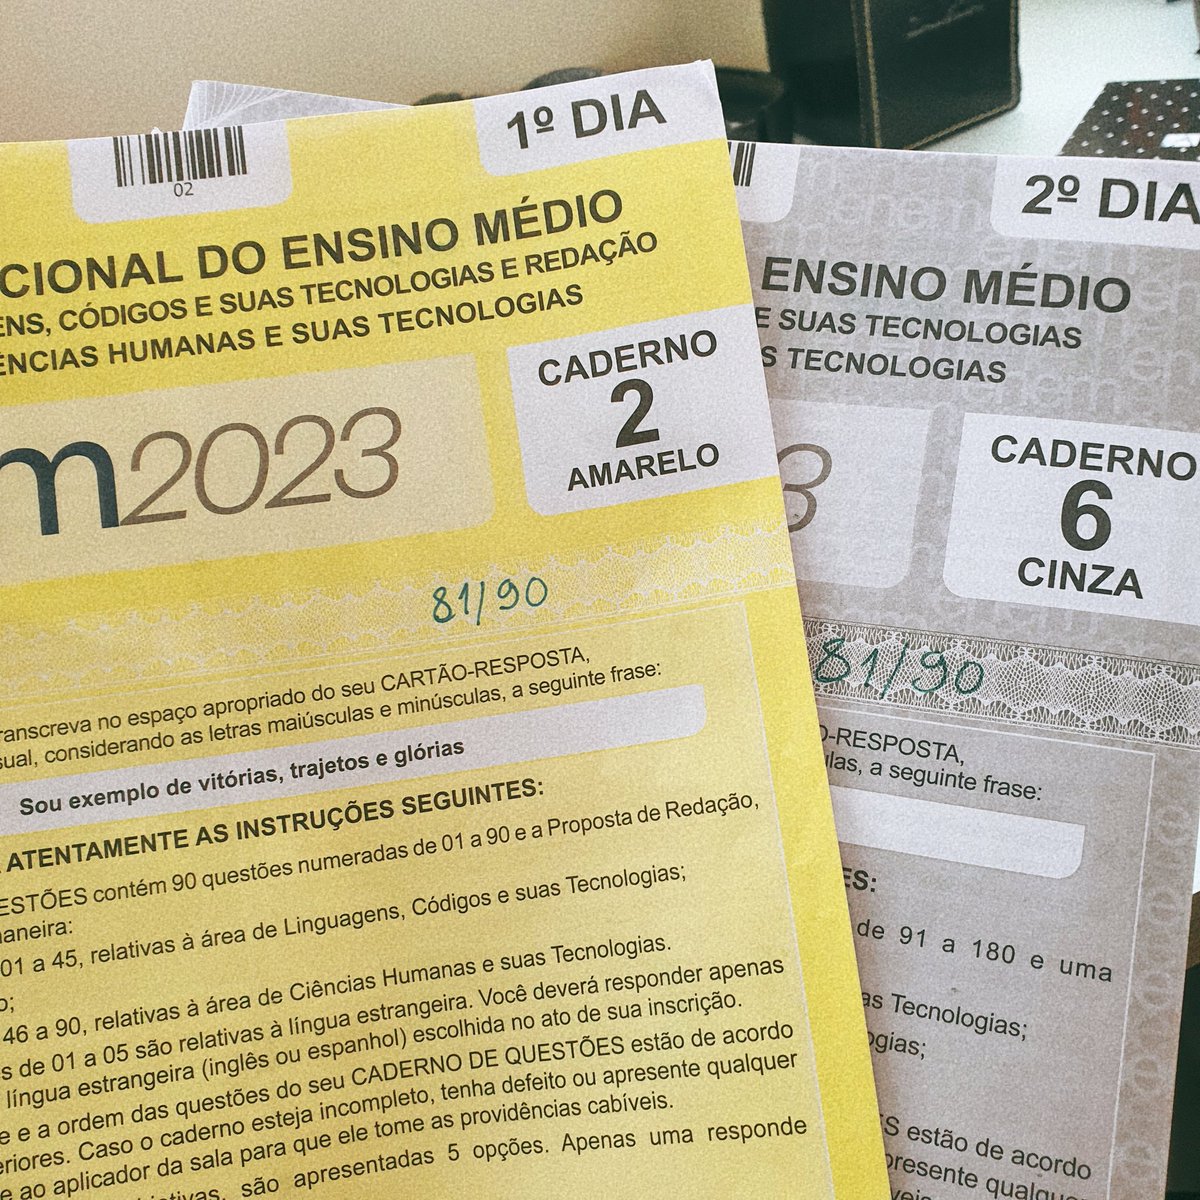 1º DIA
02
CIONAL DO ENSINO MÉDIO
ENS, CÓDIGOS E SUAS TECNOLOGIAS E REDAÇÃO
ÊNCIAS HUMANAS E SUAS TECNOLOGIAS
m2023
CADERNO
2
AMARELO
81/90
transcreva no espaço apropriado do seu CARTÃO-RESPOSTA,
sual, considerando as letras maiúsculas e minúsculas, a seguinte frase:
Sou exemplo de vitórias, trajetos e glórias
ATENTAMENTE AS INSTRUÇÕES SEGUINTES:
ESTÕES contém 90 questões numeradas de 01 a 90 e a Proposta de Redação,
naneira:
01 a 45, relativas à área de Linguagens, Códigos e suas Tecnologias;
o;
46 a 90, relativas à área de Ciências Humanas e suas Tecnologias.
s de 01 a 05 são relativas à língua estrangeira. Você deverá responder apenas
língua estrangeira (inglês ou espanhol) escolhida no ato de sua inscrição.
e e a ordem das questões do seu CADERNO DE QUESTÕES estão de acordo
eriores. Caso o caderno esteja incompleto, tenha defeito ou apresente qualquer
e ao aplicador da sala para que ele tome as providências cabíveis.
jetivas, são apresentadas 5 opções. Apenas uma responde
2º DIA
ENSINO MÉDIO
E SUAS TECNOLOGIAS
S TECNOLOGIAS
3
CADERNO
6
CINZA
81/90
O-RESPOSTA,
ulas, a seguinte frase:
ES:
de 91 a 180 e uma
as Tecnologias;
ogias;
S estão de acordo
presente qualque
veis